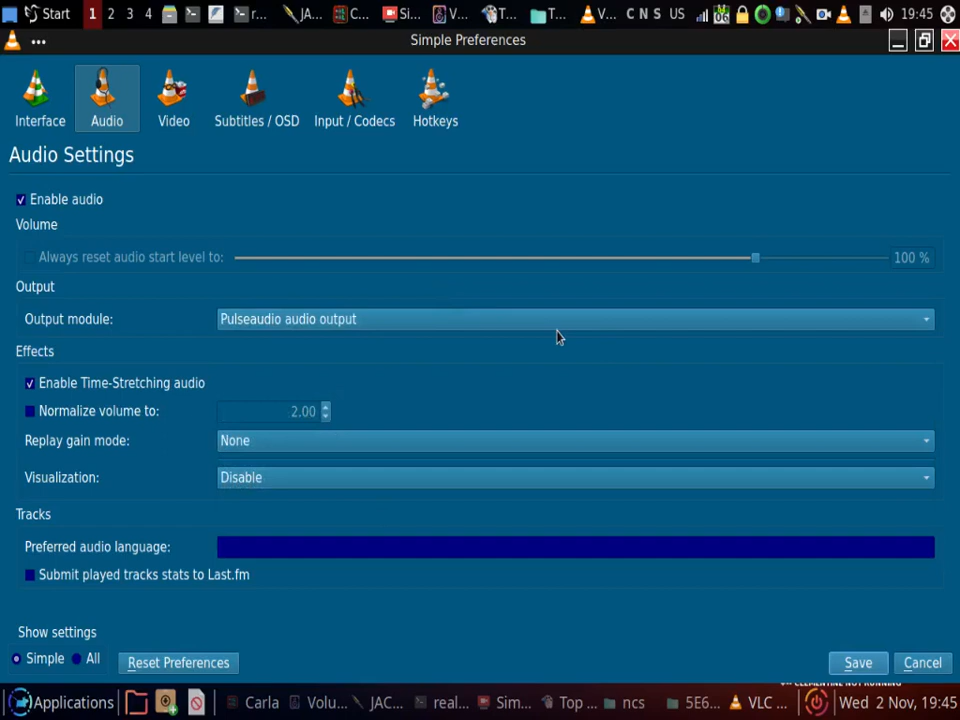 Start 1 2 3 4 r... JA... C... Si... V... T... T... V... C N S US 06 19:45
... Simple Preferences
Interface Audio Video Subtitles / OSD Input / Codecs Hotkeys
Audio Settings
Enable audio
Volume
Always reset audio start level to: 100 %
Output
Output module: Pulseaudio audio output
Effects
Enable Time-Stretching audio
Normalize volume to: 2.00
Replay gain mode: None
Visualization: Disable
Tracks
Preferred audio language:
Submit played tracks stats to Last.fm
Show settings
Simple All Reset Preferences Save Cancel
CLEMENTINE NOT RUNNING
Applications Carla Volu... JAC... real... Sim... Top ... ncs 5E6... VLC ... Wed 2 Nov, 19:45